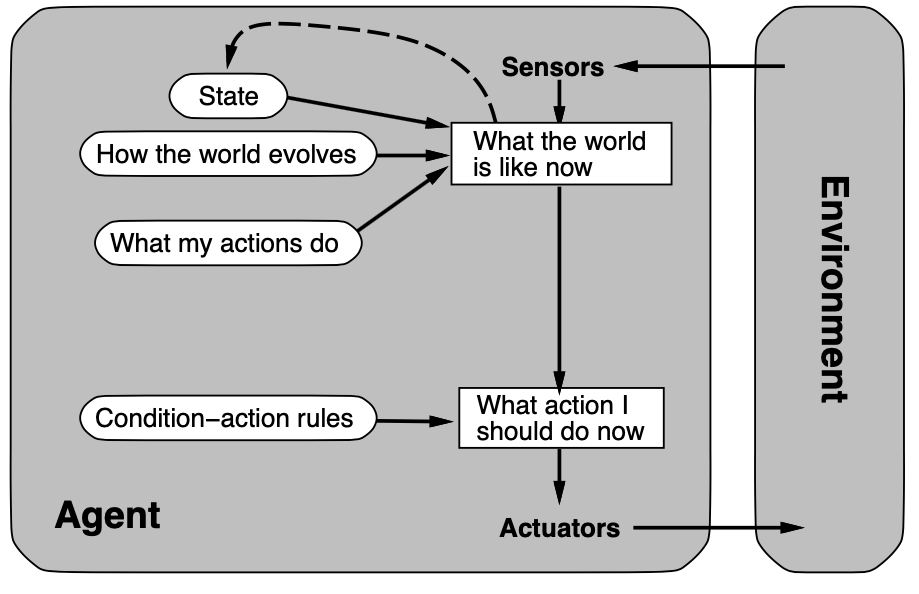 Sensors
State
What the world
is like now
How the world evolves
What my actions do
Environment
Condition−action rules
What action I
should do now
Agent
Actuators